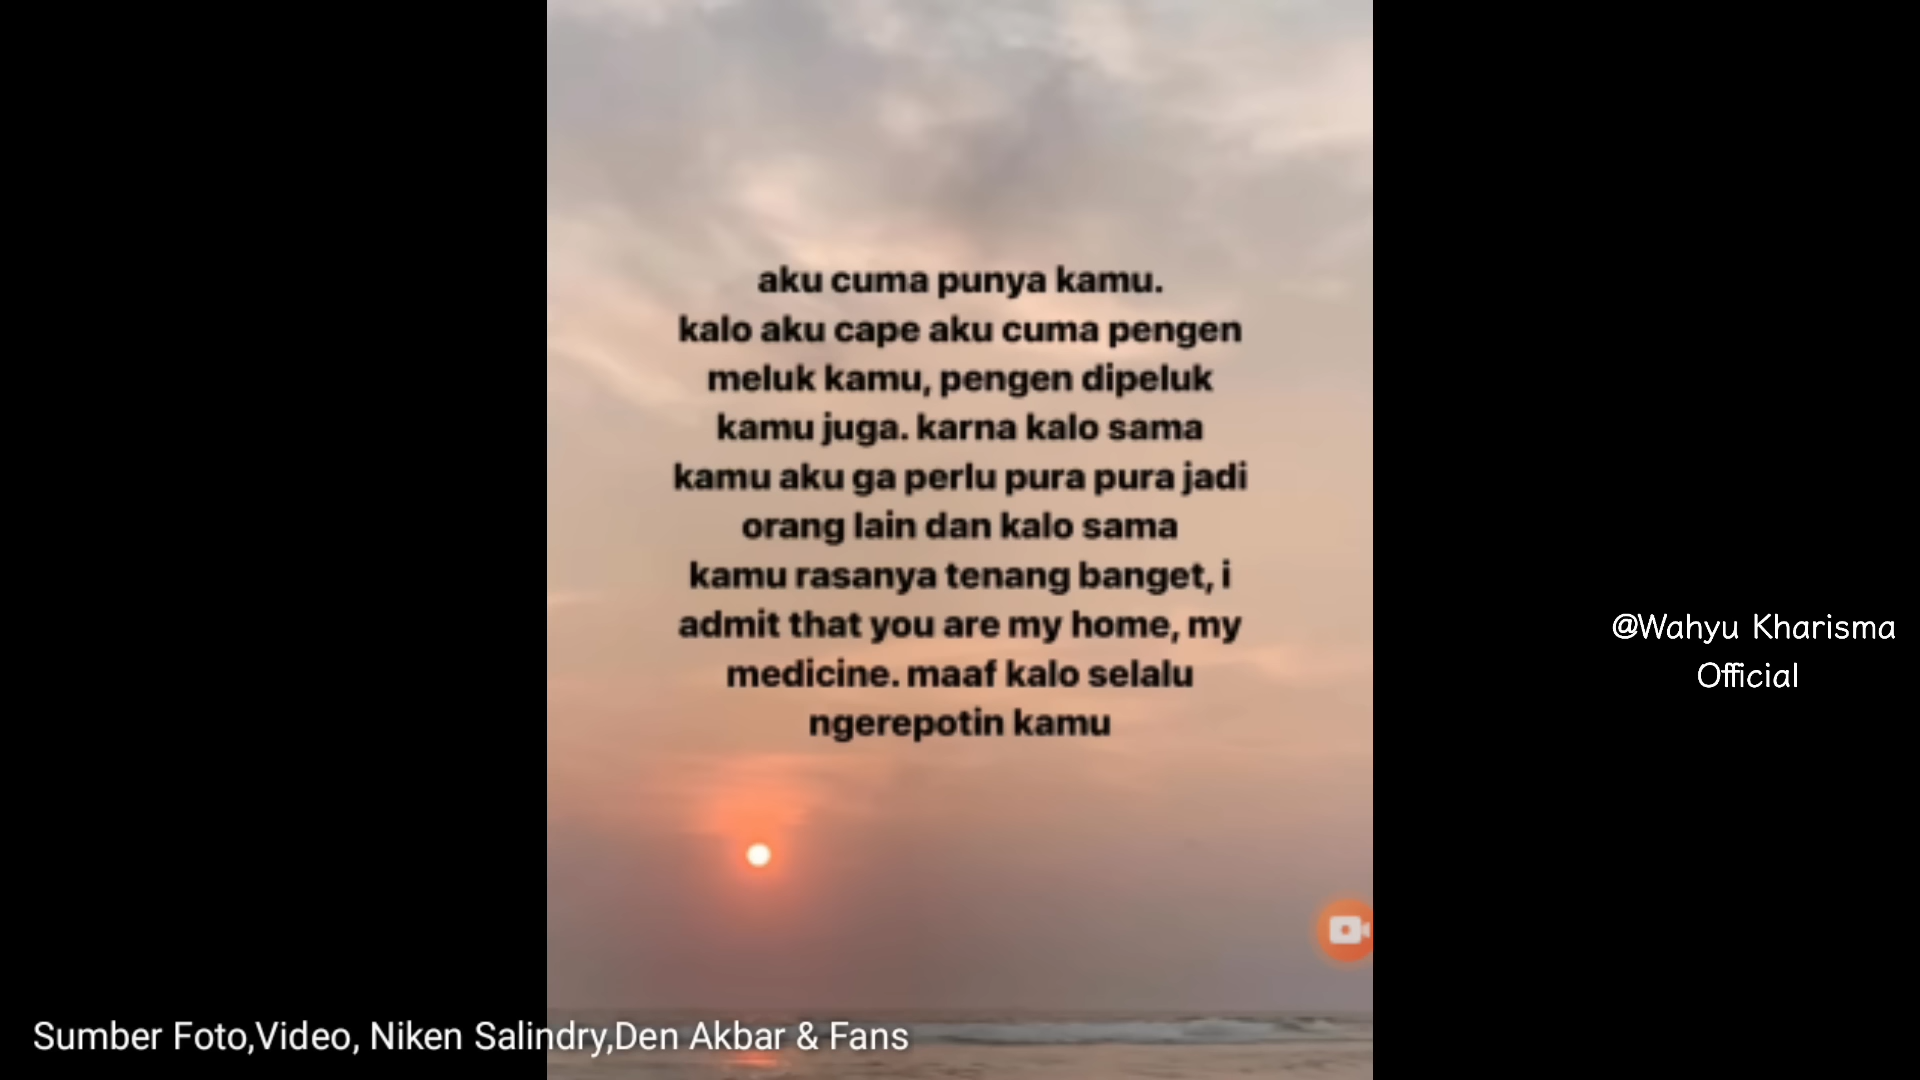 aku cuma punya kamu.
kalo aku cape aku cuma pengen
meluk kamu, pengen dipeluk
kamu juga. karna kalo sama
kamu aku ga perlu pura pura jadi
orang lain dan kalo sama
kamu rasanya tenang banget, i
admit that you are my home, my
medicine. maaf kalo selalu
ngerepotin kamu
@Wahyu Kharisma
Official
Sumber Foto,Video, Niken Salindry,Den Akbar & Fans